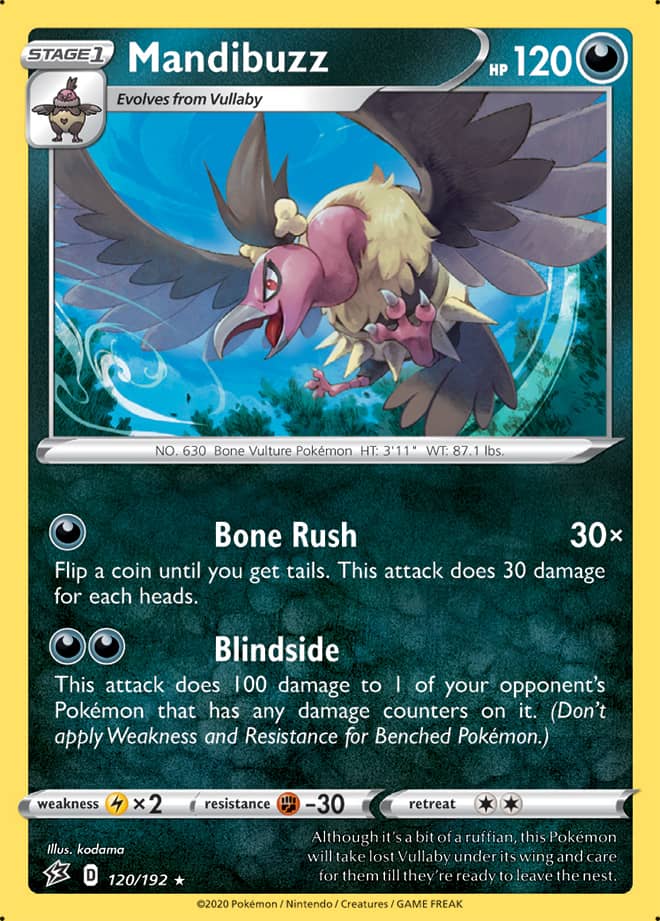 STAGE 1 Mandibuzz HP 120
Evolves from Vullaby
NO. 630 Bone Vulture Pokémon HT: 3'11" WT: 87.1 lbs.
Bone Rush 30×
Flip a coin until you get tails. This attack does 30 damage
for each heads.
Blindside
This attack does 100 damage to 1 of your opponent's
Pokémon that has any damage counters on it. (Don't
apply Weakness and Resistance for Benched Pokémon.)
weakness ×2 resistance -30 retreat
Illus. kodama
Although it's a bit of a ruffian, this Pokémon
will take lost Vullaby under its wing and care
for them till they're ready to leave the nest.
D 120/192 ★
©2020 Pokémon / Nintendo / Creatures / GAME FREAK